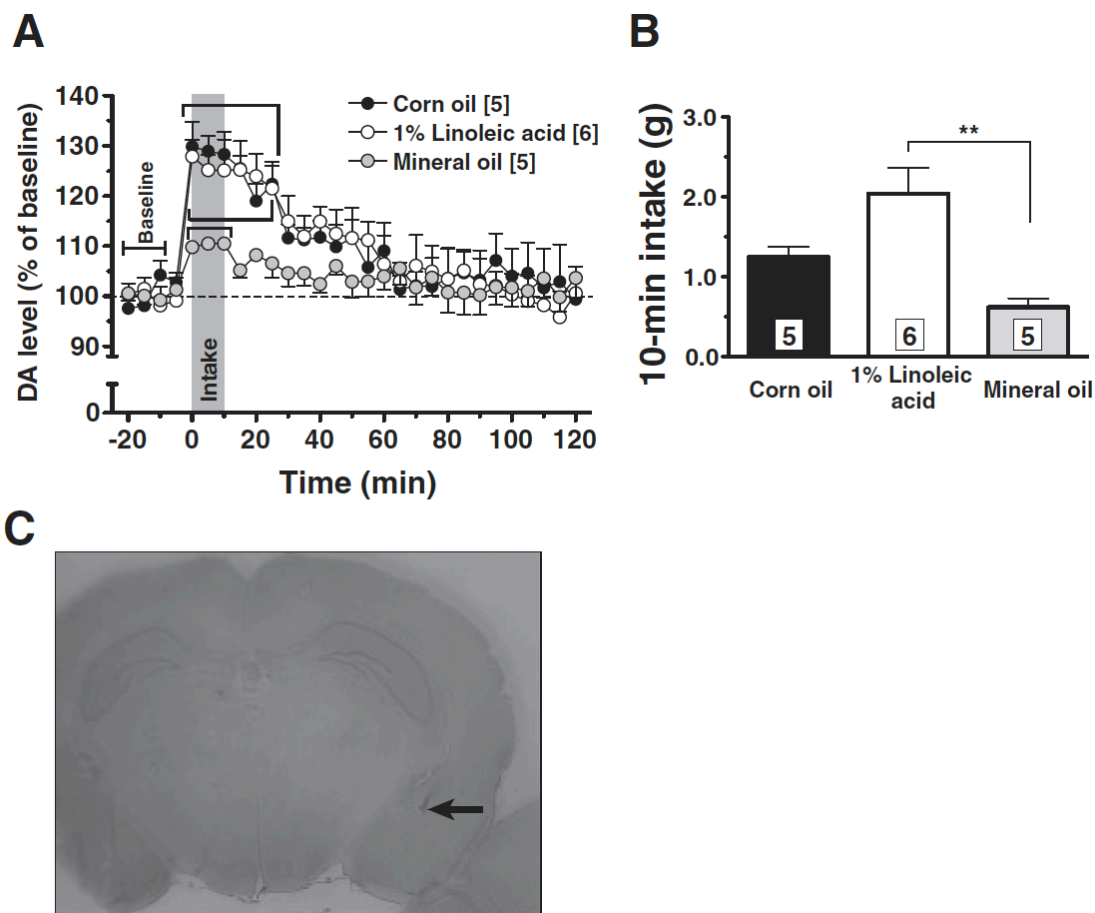 A
DA level (% of baseline)
140
130
120
110
100
90
0
Baseline
Intake
Corn oil [5]
1% Linoleic acid [6]
Mineral oil [5]
-20
0
20
40
60
80
100
120
Time (min)
B
10-min intake (g)
3.0
2.0
1.0
0.0
**
5
6
5
Corn oil
1% Linoleic
acid
Mineral oil
C